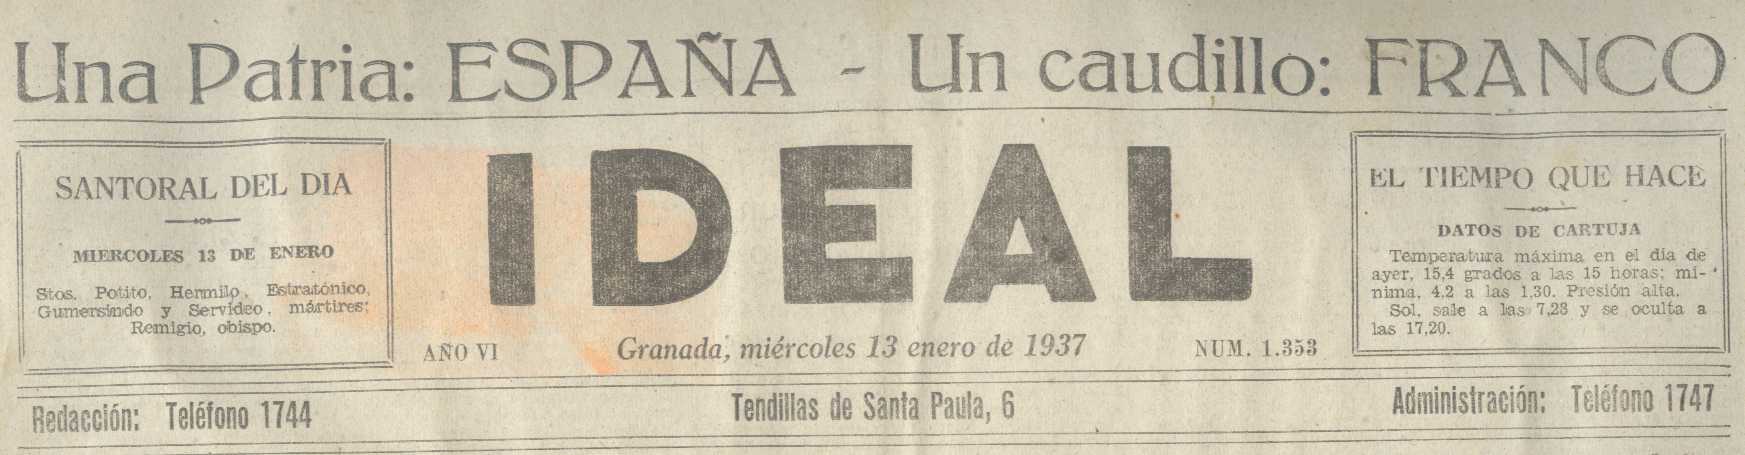 Una Patria: ESPAÑA - Un caudillo: FRANCO
SANTORAL DEL DIA
MIERCOLES 13 DE ENERO
Stos. Potito, Hermilo, Estratónico,
Gumersindo y Servideo, mártires;
Remigio, obispo.
IDEAL
AÑO VI
Granada, miércoles 13 enero de 1937
NUM. 1.353
EL TIEMPO QUE HACE
DATOS DE CARTUJA
Temperatura máxima en el día de
ayer, 15,4 grados a las 15 horas; mí-
nima, 4,2 a las 1,30. Presión alta.
Sol, sale a las 7,23 y se oculta a
las 17,20.
Redacción: Teléfono 1744
Tendillas de Santa Paula, 6
Administración: Teléfono 1747